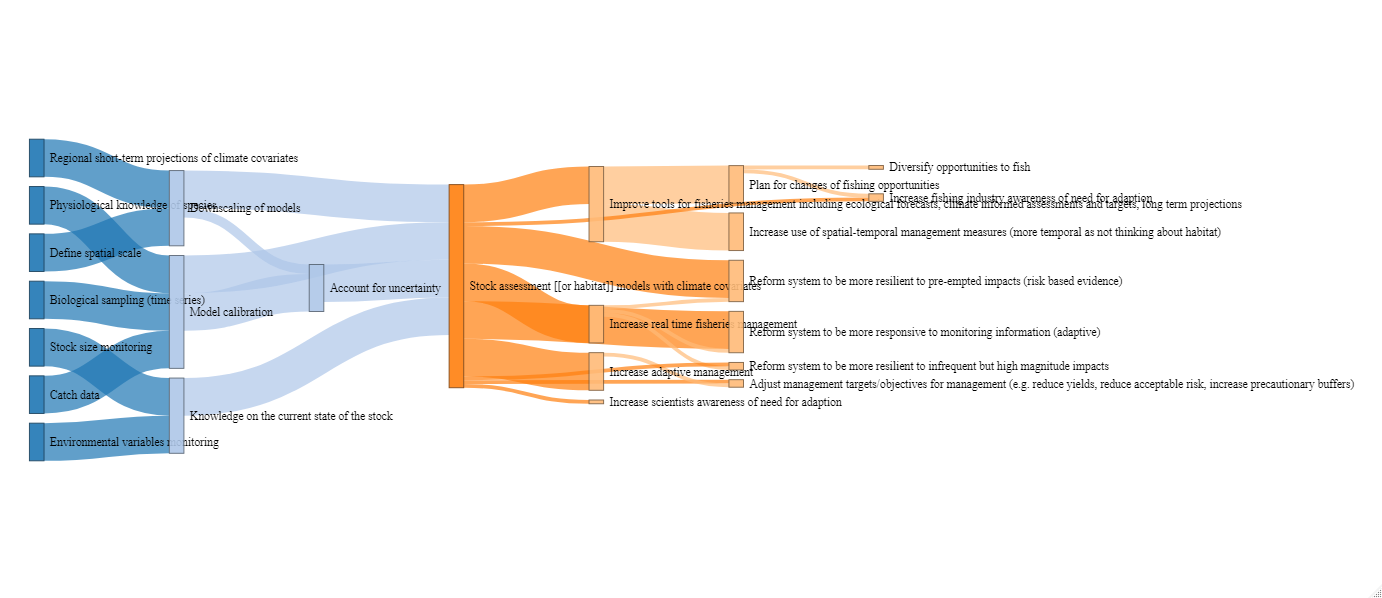 Regional short-term projections of climate covariates
Physiological knowledge of species
Define spatial scale
Biological sampling (time series)
Stock size monitoring
Catch data
Environmental variables monitoring
Downscaling of models
Model calibration
Knowledge on the current state of the stock
Account for uncertainty
Stock assessment [[or habitat]] models with climate covariates
Improve tools for fisheries management including ecological forecasts, climate informed assessments and targets, long term projections
Increase real time fisheries management
Increase adaptive management
Increase scientists awareness of need for adaption
Plan for changes of fishing opportunities
Increase use of spatial-temporal management measures (more temporal as not thinking about habitat)
Reform system to be more resilient to pre-empted impacts (risk based evidence)
Reform system to be more responsive to monitoring information (adaptive)
Reform system to be more resilient to infrequent but high magnitude impacts
Adjust management targets/objectives for management (e.g. reduce yields, reduce acceptable risk, increase precautionary buffers)
Diversify opportunities to fish
Increase fishing industry awareness of need for adaption